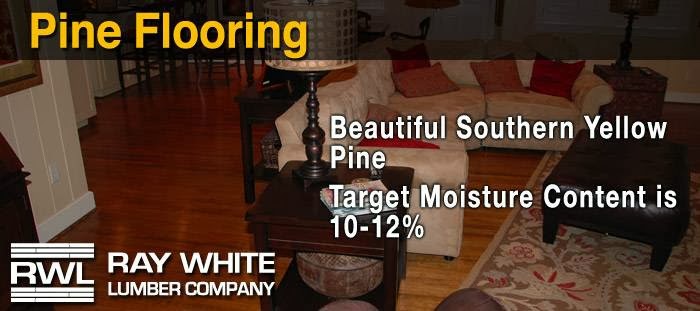 Pine Flooring
Beautiful Southern Yellow
Pine
Target Moisture Content is
10-12%
RWL
RAY WHITE
LUMBER COMPANY